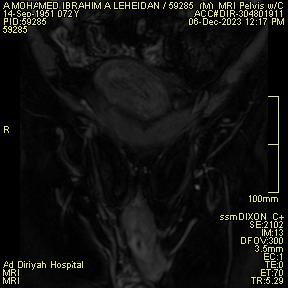 A MOHAMED IBRAHIM A LEHEIDAN / 59285 (M) MRI Pelvis w/C
14-Sep-1951 072Y ACC#DIR-304801911
PID:59285 06-Dec-2023 12:17 PM
59285
R
100mm
ssmDIXON C+
SE:2102
IM:13
DFOV:300
3.5mm
EC:1
Ad Diriyah Hospital TE:0
MRI ET:70
MRI TR:5.29